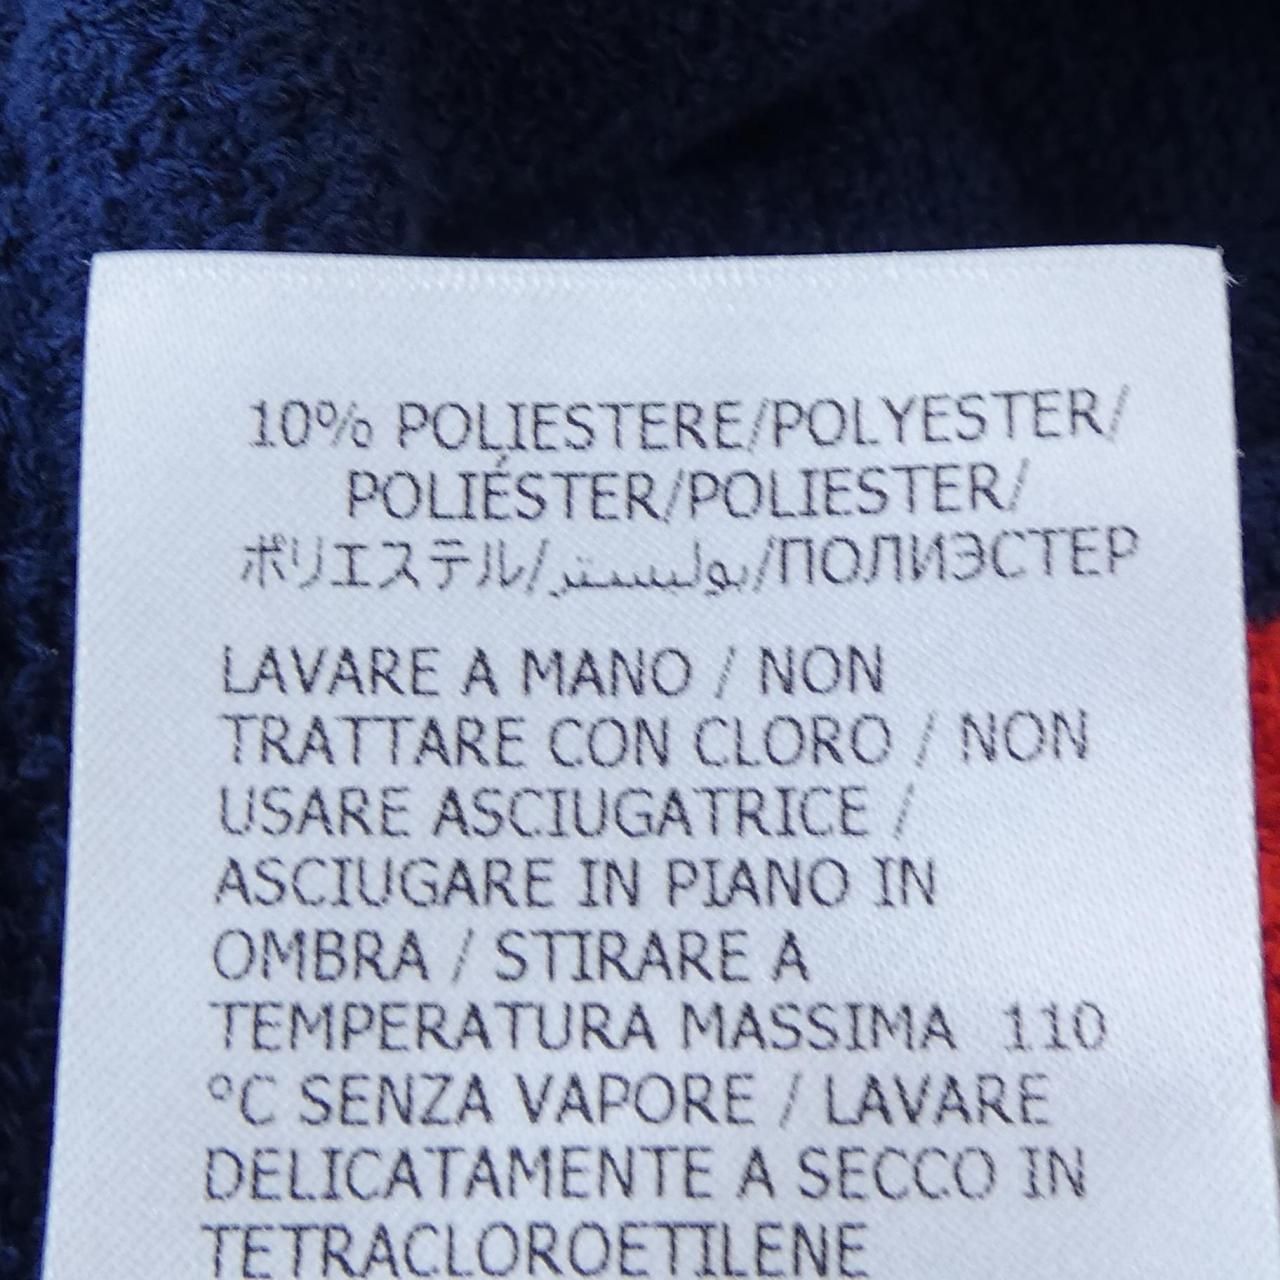 10% POLIESTERE/POLYESTER/
POLIÉSTER/POLIESTER/
ポリエステル/بوليستر/ПОЛИЭСТЕР
LAVARE A MANO / NON
TRATTARE CON CLORO / NON
USARE ASCIUGATRICE /
ASCIUGARE IN PIANO IN
OMBRA / STIRARE A
TEMPERATURA MASSIMA 110
°C SENZA VAPORE / LAVARE
DELICATAMENTE A SECCO IN
TETRACLOROETILENE